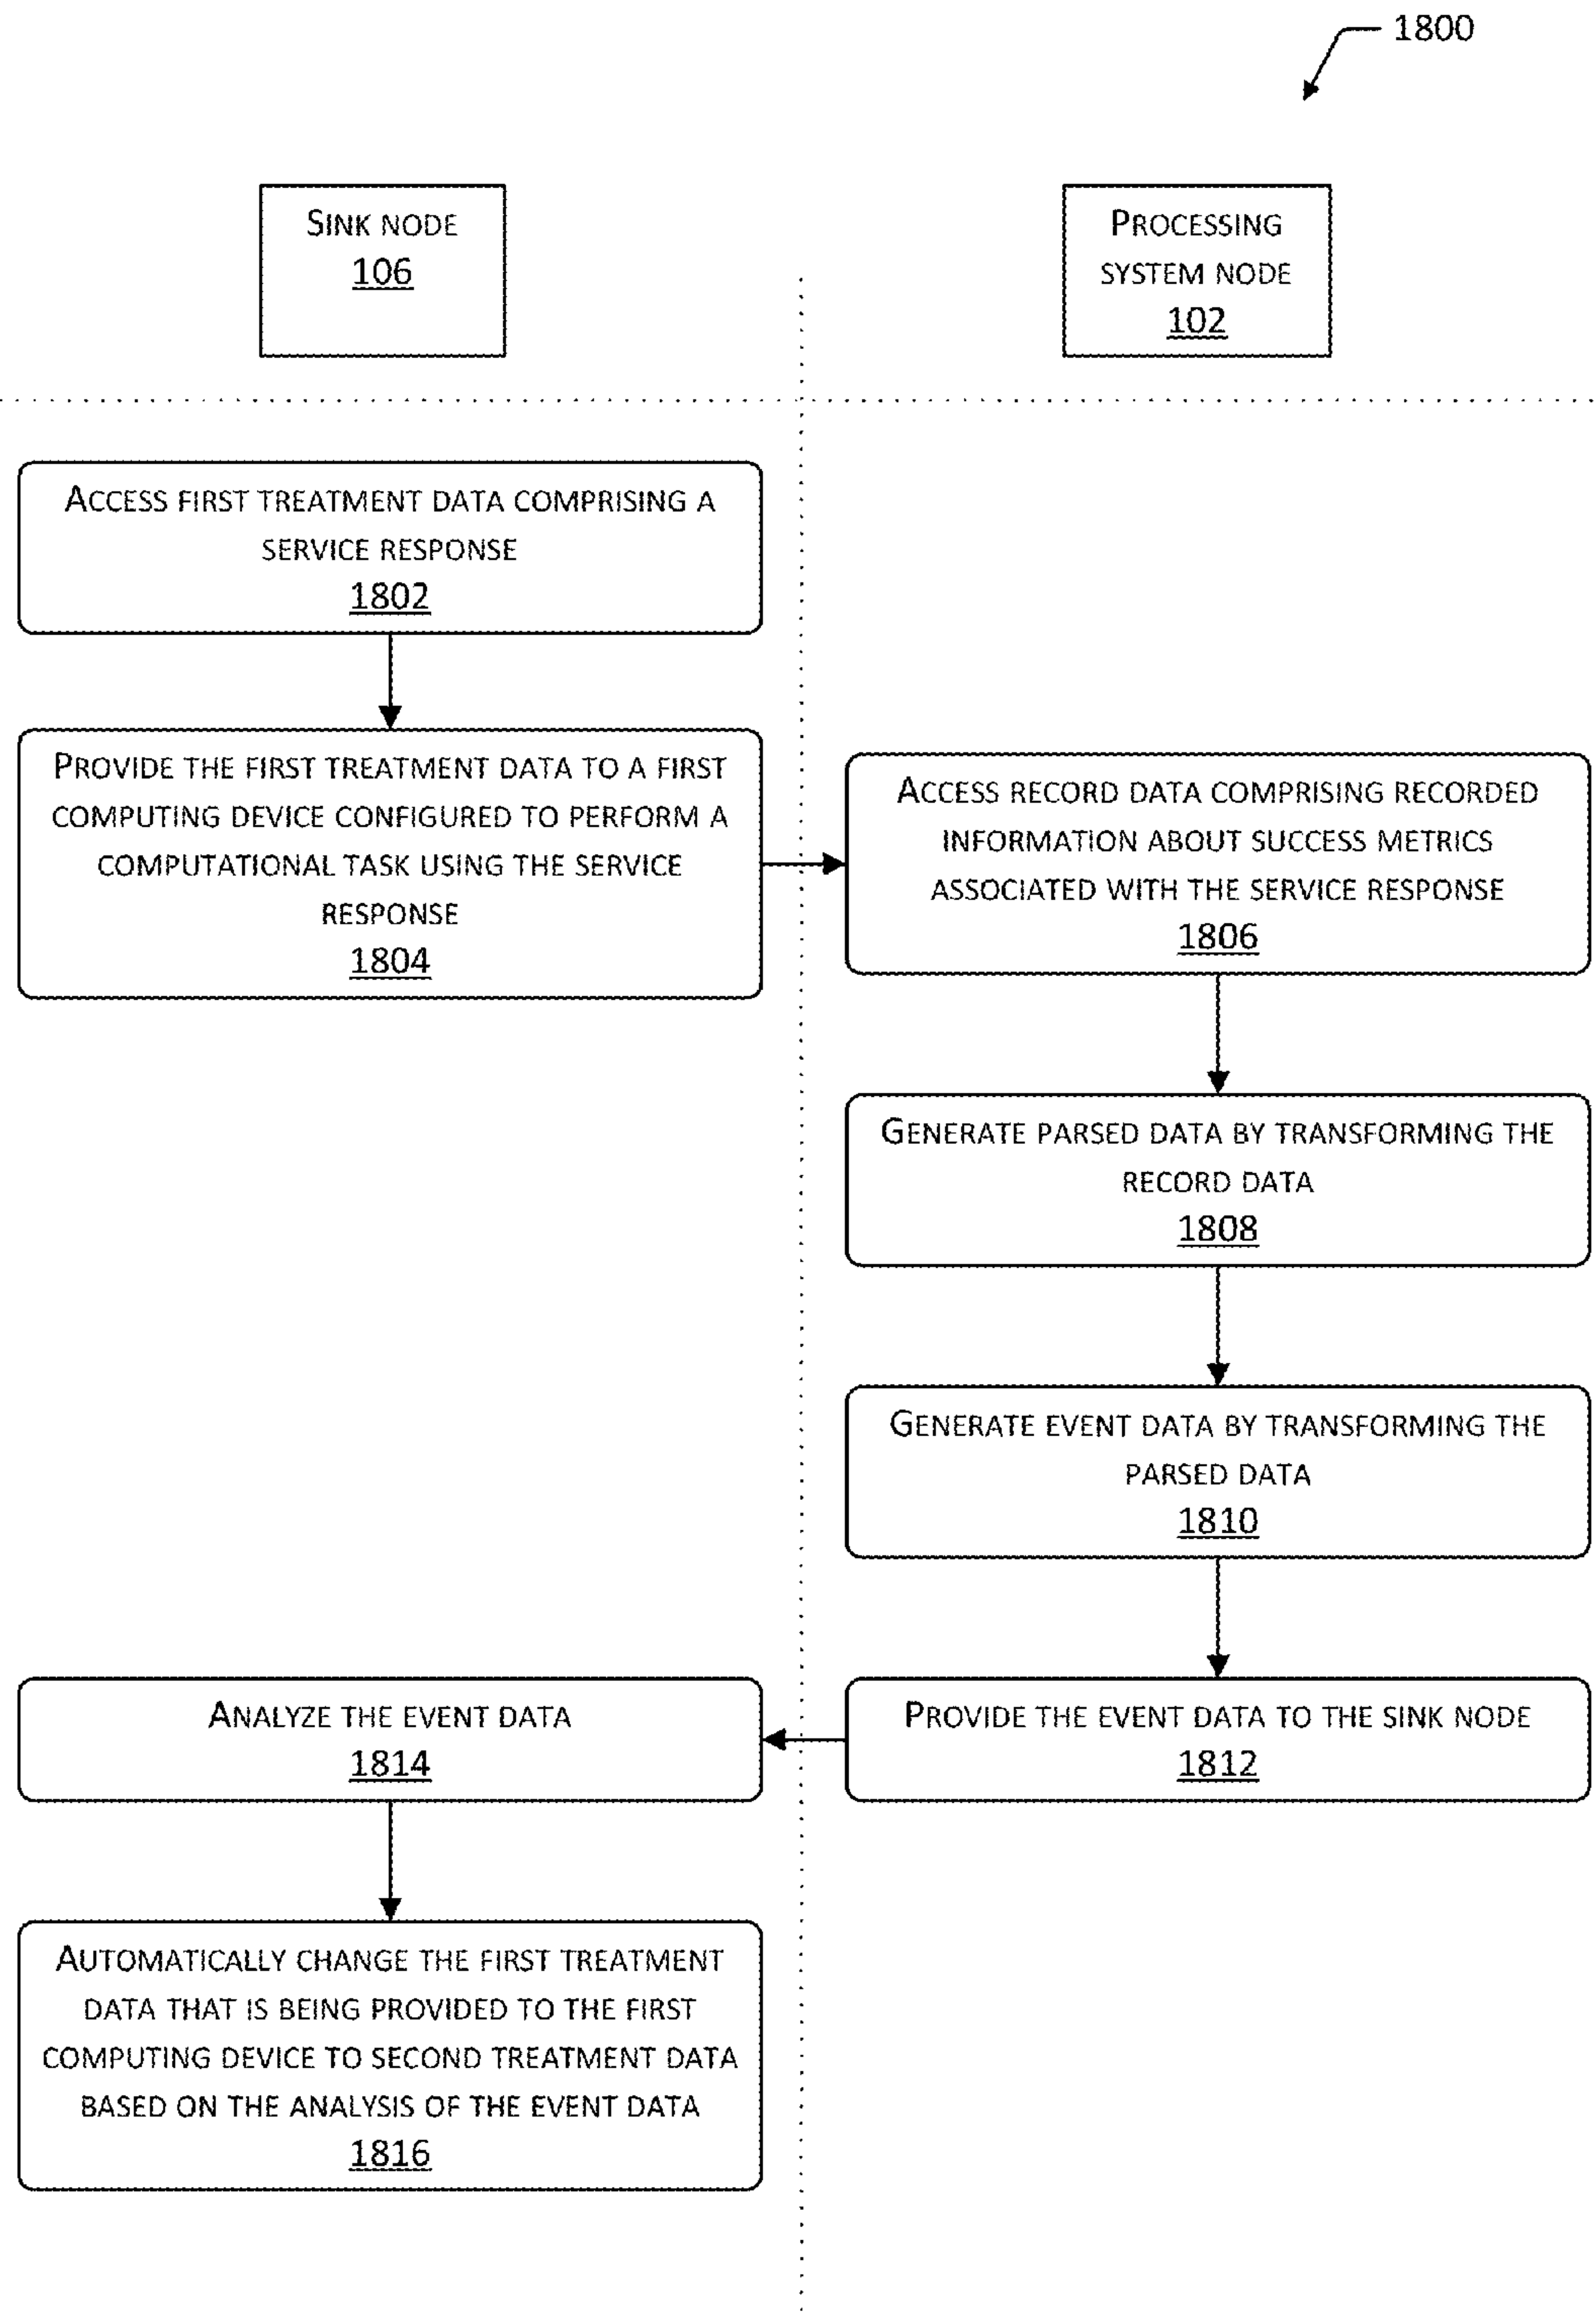 1800
SINK NODE
106
PROCESSING
SYSTEM NODE
102
ACCESS FIRST TREATMENT DATA COMPRISING A
SERVICE RESPONSE
1802
PROVIDE THE FIRST TREATMENT DATA TO A FIRST
COMPUTING DEVICE CONFIGURED TO PERFORM A
COMPUTATIONAL TASK USING THE SERVICE
RESPONSE
1804
ACCESS RECORD DATA COMPRISING RECORDED
INFORMATION ABOUT SUCCESS METRICS
ASSOCIATED WITH THE SERVICE RESPONSE
1806
GENERATE PARSED DATA BY TRANSFORMING THE
RECORD DATA
1808
GENERATE EVENT DATA BY TRANSFORMING THE
PARSED DATA
1810
PROVIDE THE EVENT DATA TO THE SINK NODE
1812
ANALYZE THE EVENT DATA
1814
AUTOMATICALLY CHANGE THE FIRST TREATMENT
DATA THAT IS BEING PROVIDED TO THE FIRST
COMPUTING DEVICE TO SECOND TREATMENT DATA
BASED ON THE ANALYSIS OF THE EVENT DATA
1816